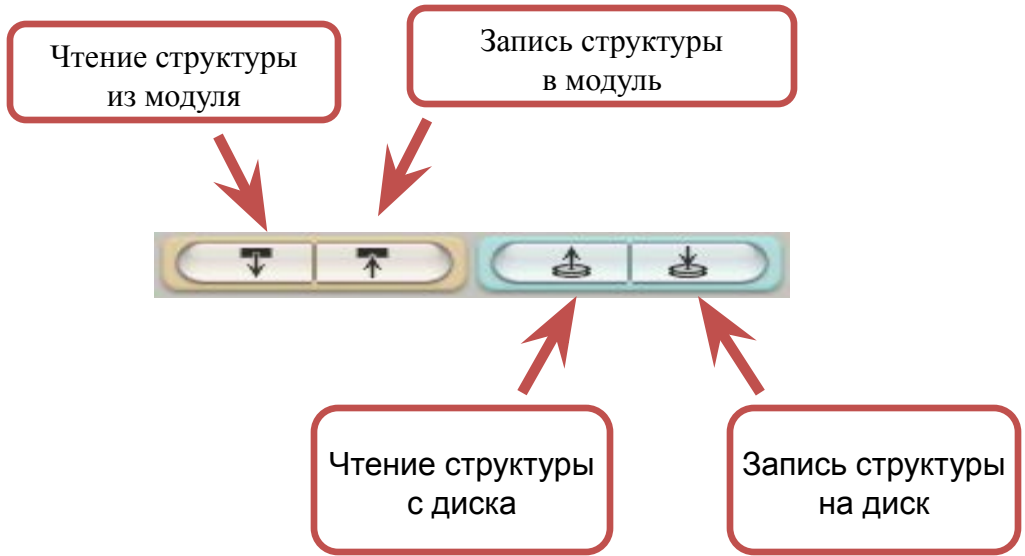 Чтение структуры
из модуля
Запись структуры
в модуль
Чтение структуры
с диска
Запись структуры
на диск